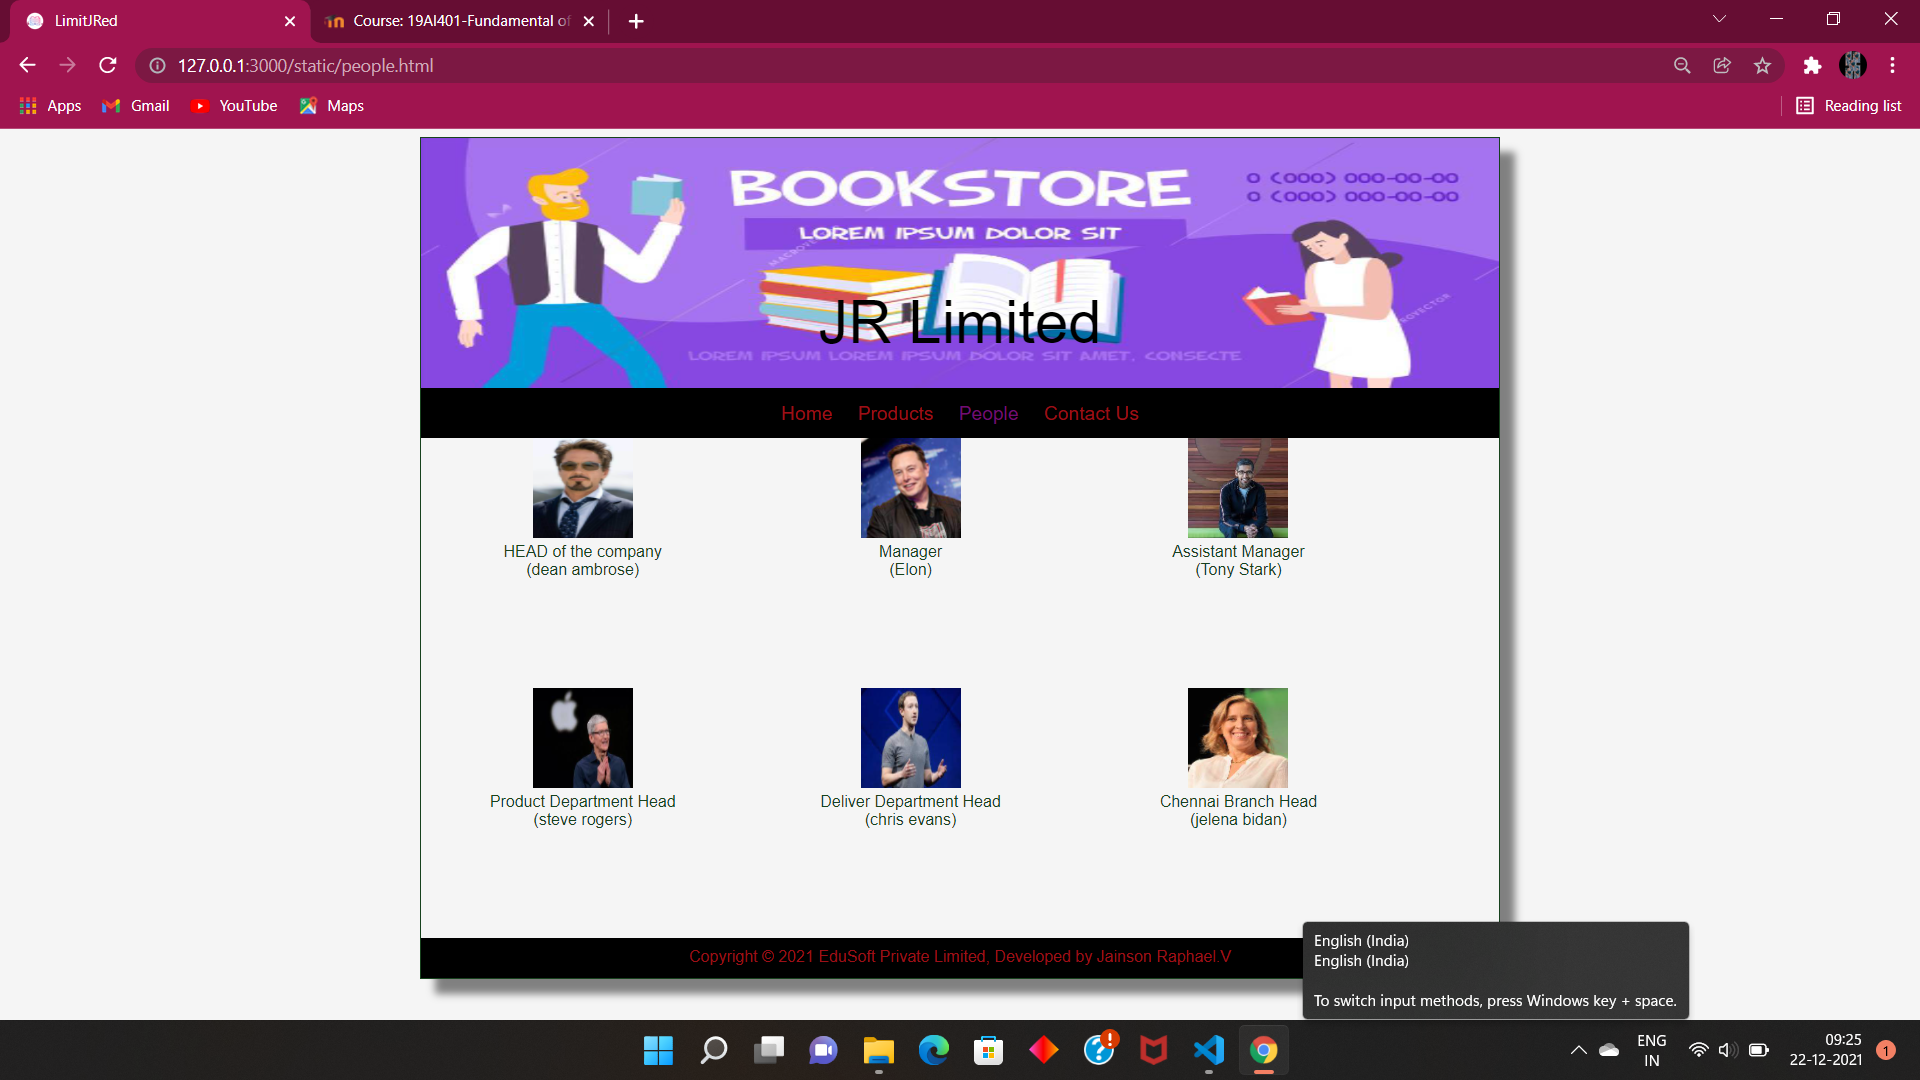 LimitJRed
Course: 19AI401-Fundamental of
127.0.0.1:3000/static/people.html
Apps
Gmail
YouTube
Maps
Reading list
BOOKSTORE
0 (000) 000-00-00
0 (000) 000-00-00
LOREM IPSUM DOLOR SIT
JR Limited
LOREM IPSUM LOREM IPSUM DOLOR SIT AMET, CONSECTE
Home Products People Contact Us
HEAD of the company
(dean ambrose)
Manager
(Elon)
Assistant Manager
(Tony Stark)
Product Department Head
(steve rogers)
Deliver Department Head
(chris evans)
Chennai Branch Head
(jelena bidan)
Copyright © 2021 EduSoft Private Limited, Developed by Jainson Raphael.V
English (India)
English (India)
To switch input methods, press Windows key + space.
ENG
IN
09:25
22-12-2021
1